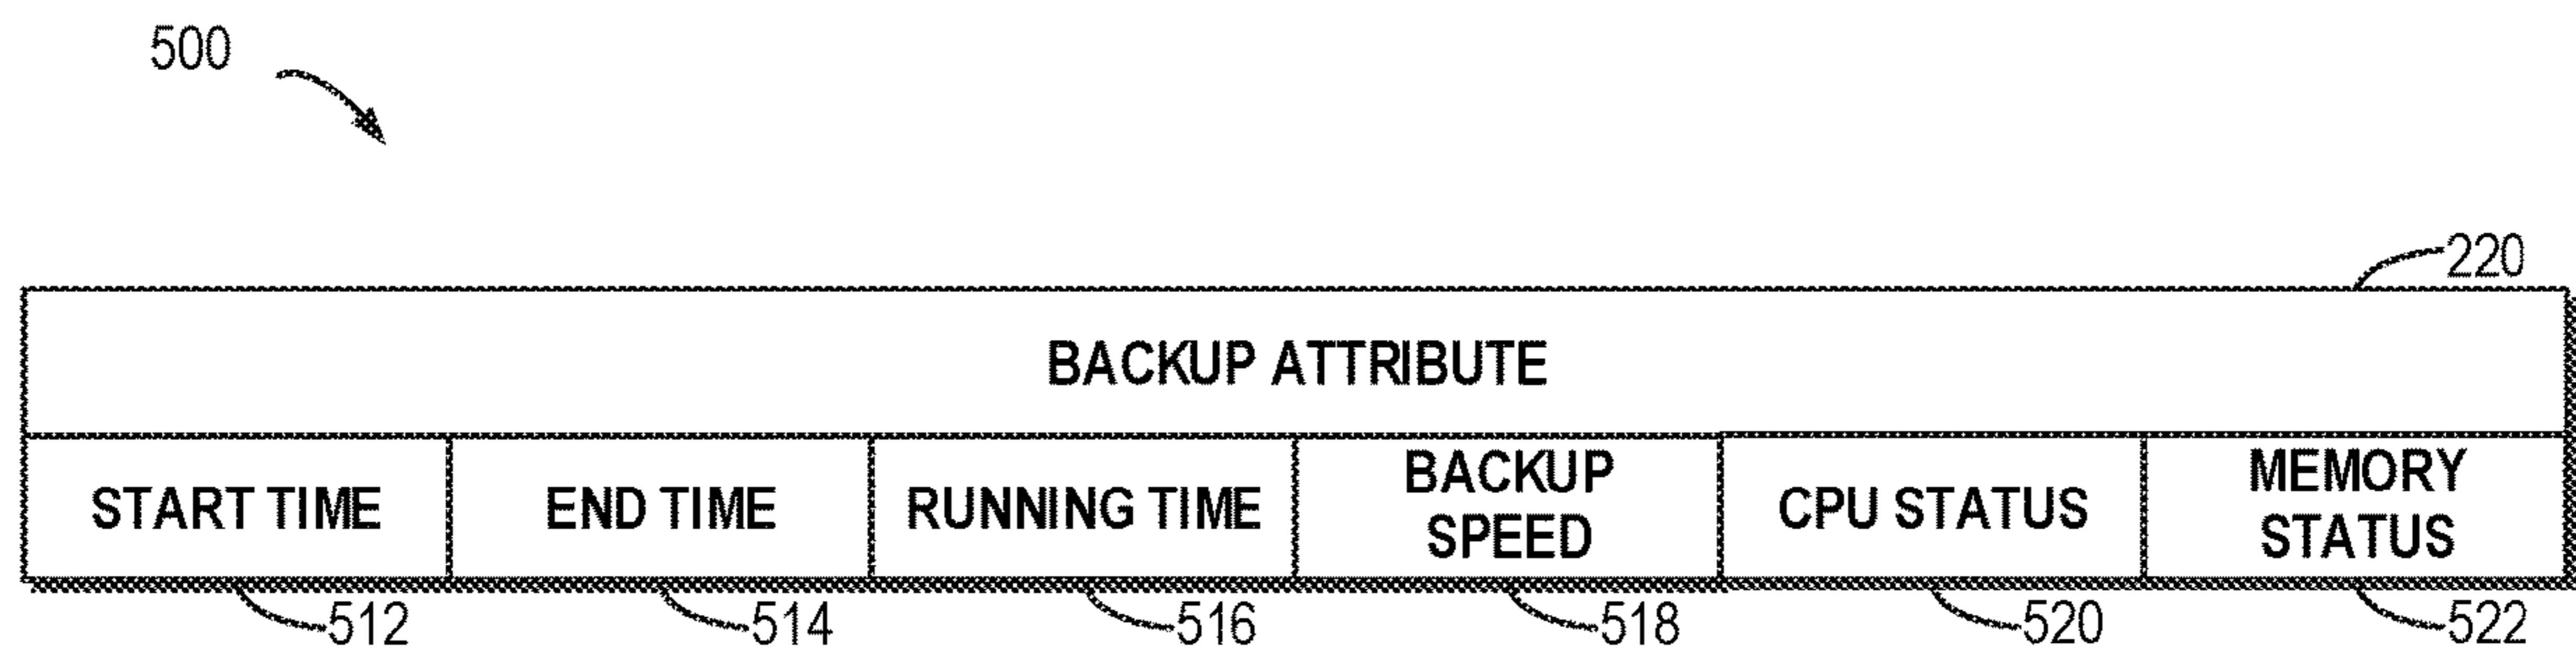 500
220
BACKUP ATTRIBUTE
START TIME
END TIME
RUNNING TIME
BACKUP
SPEED
CPU STATUS
MEMORY
STATUS
512
514
516
518
520
522